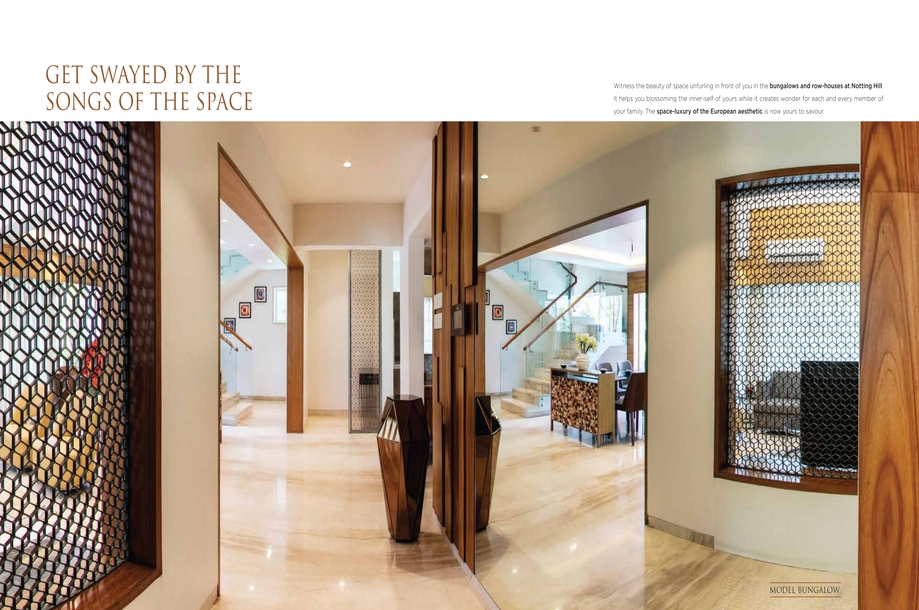 GET SWAYED BY THE
SONGS OF THE SPACE
Witness the beauty of space unfurling in front of you in the bungalows and row-houses at Notting Hill.
It helps you blossoming the inner-self of yours while it creates wonder for each and every member of
your family. The space-luxury of the European aesthetic is now yours to savour.
MODEL BUNGALOW